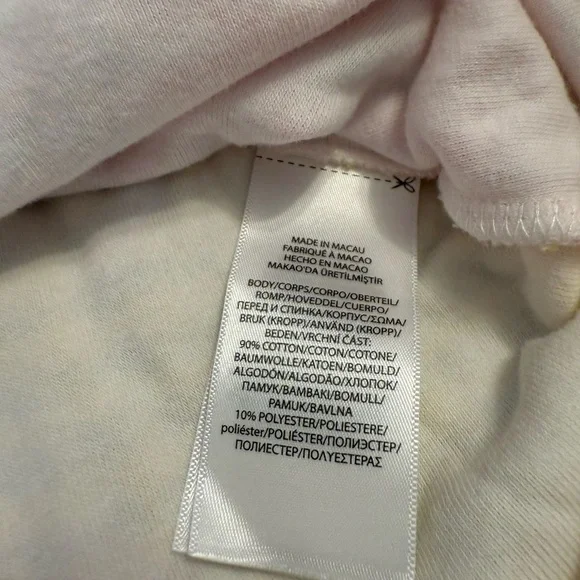 MADE IN MACAU
FABRIQUÉ À MACAO
HECHO EN MACAO
MAKAO'DA ÜRETİLMİŞTİR
BODY/CORPS/CORPO/OBERTEIL/
ROMP/HOVEDDEL/CUERPO/
ПЕРЕД И СПИНКА/КОРПУС/ΣΩΜΑ/
BRUK (KROPP)/ANVÄND (KROPP)/
BEDEN/VRCHNÍ ČÁST:
90% COTTON/COTON/COTONE/
BAUMWOLLE/KATOEN/BOMULD/
ALGODÓN/ALGODÃO/ХЛОПОК/
ПАМУК/ΒΑΜΒΑΚΙ/BOMULL/
PAMUK/BAVLNA
10% POLYESTER/POLIESTERE/
poliéster/POLIÉSTER/ПОЛИЭСТЕР/
ПОЛИЕСТЕР/ΠΟΛΥΕΣΤΕΡΑΣ